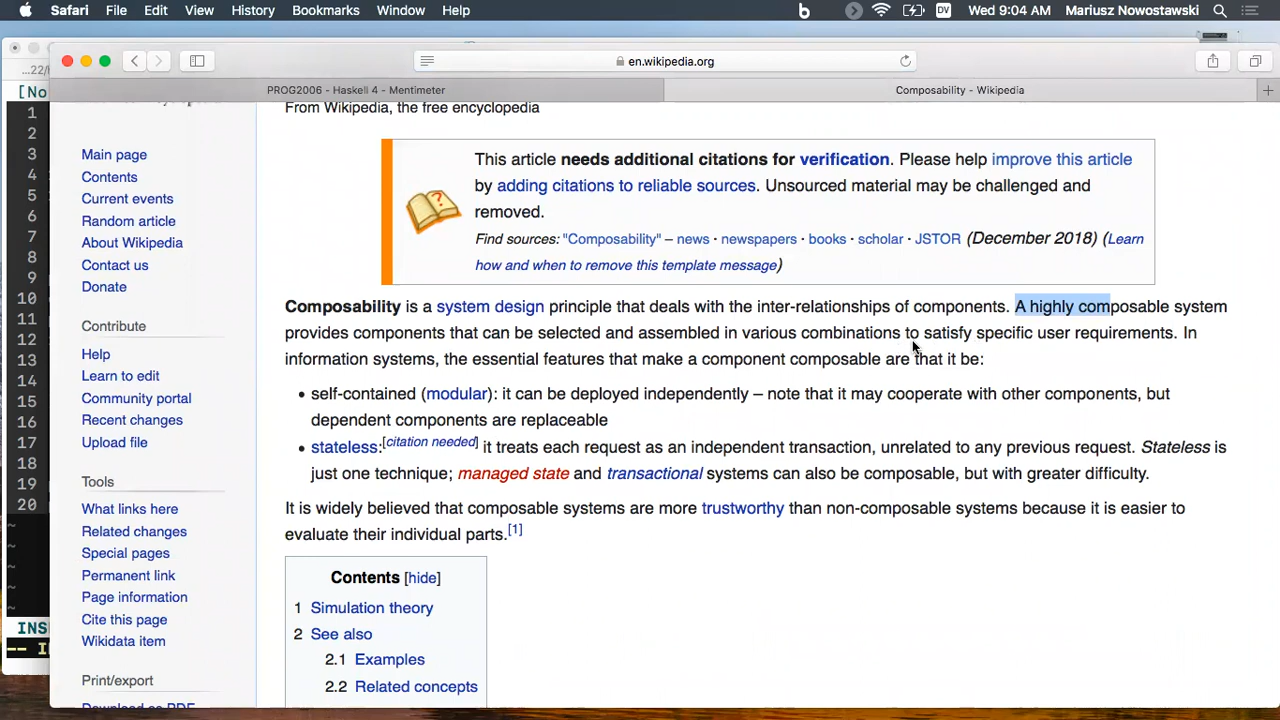 Safari File Edit View History Bookmarks Window Help DV Wed 9:04 AM Mariusz Nowostawski
en.wikipedia.org
...22/
PROG2006 - Haskell 4 - Mentimeter Composability - Wikipedia +
[No
From Wikipedia, the free encyclopedia
1
2
3
4
5
6
7
8
9
10
11
12
13
14
15
16
17
18
19
20
~
~
~
~
~
INS
-- I
Main page
Contents
Current events
Random article
About Wikipedia
Contact us
Donate
Contribute
Help
Learn to edit
Community portal
Recent changes
Upload file
Tools
What links here
Related changes
Special pages
Permanent link
Page information
Cite this page
Wikidata item
Print/export
This article needs additional citations for verification. Please help improve this article
by adding citations to reliable sources. Unsourced material may be challenged and
removed.
Find sources: "Composability" – news · newspapers · books · scholar · JSTOR (December 2018) (Learn
how and when to remove this template message)
Composability is a system design principle that deals with the inter-relationships of components. A highly composable system
provides components that can be selected and assembled in various combinations to satisfy specific user requirements. In
information systems, the essential features that make a component composable are that it be:
• self-contained (modular): it can be deployed independently – note that it may cooperate with other components, but
dependent components are replaceable
• stateless:[citation needed] it treats each request as an independent transaction, unrelated to any previous request. Stateless is
just one technique; managed state and transactional systems can also be composable, but with greater difficulty.
It is widely believed that composable systems are more trustworthy than non-composable systems because it is easier to
evaluate their individual parts.[1]
Contents [hide]
1 Simulation theory
2 See also
2.1 Examples
2.2 Related concepts